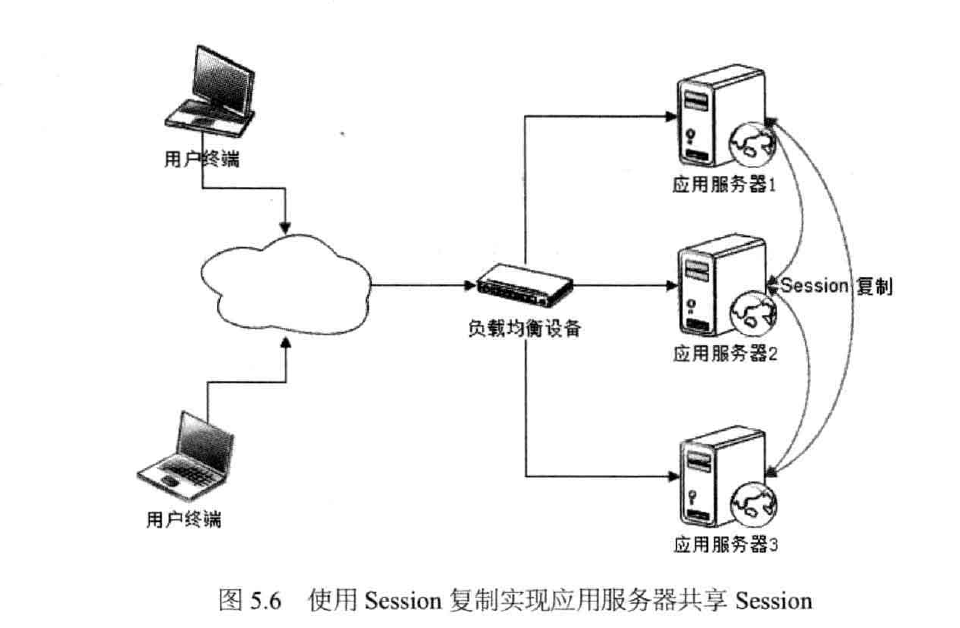 用户终端
应用服务器1
Session 复制
负载均衡设备
应用服务器2
用户终端
应用服务器3
图 5.6 使用 Session 复制实现应用服务器共享 Session